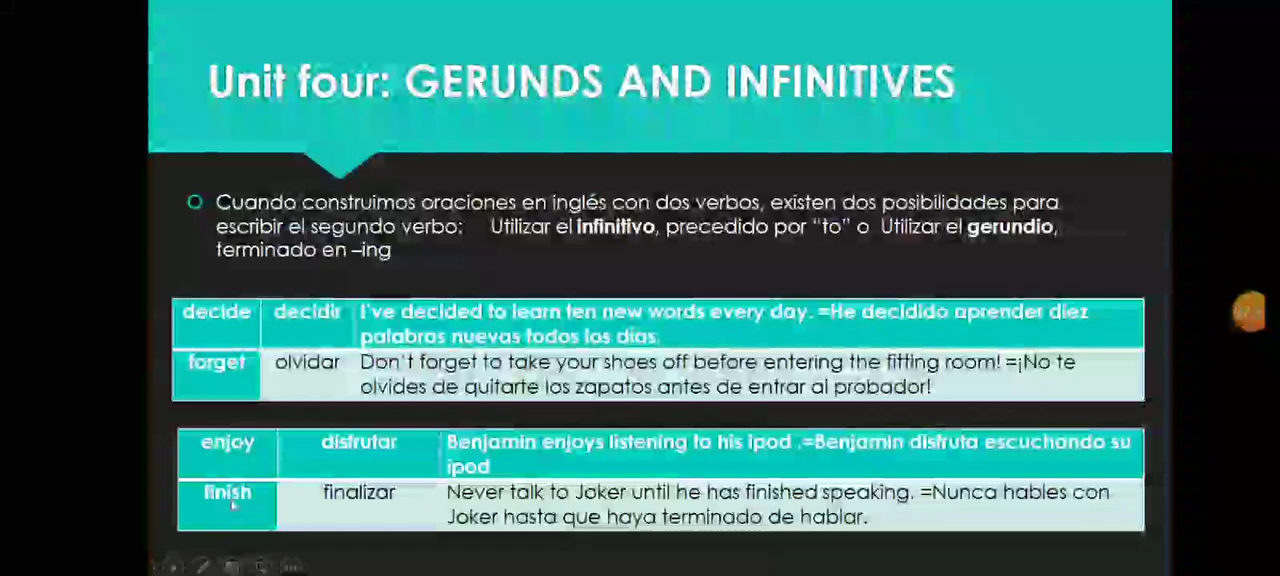 Unit four: GERUNDS AND INFINITIVES
Cuando construimos oraciones en inglés con dos verbos, existen dos posibilidades para
escribir el segundo verbo: Utilizar el infinitivo, precedido por “to” o Utilizar el gerundio,
terminado en –ing
decide decidir I've decided to learn ten new words every day. =He decidido aprender diez
palabras nuevas todos los días.
forget olvidar Don't forget to take your shoes off before entering the fitting room! =¡No te
olvides de quitarte los zapatos antes de entrar al probador!
enjoy disfrutar Benjamin enjoys listening to his ipod .=Benjamin disfruta escuchando su
ipod
finish finalizar Never talk to Joker until he has finished speaking. =Nunca hables con
Joker hasta que haya terminado de hablar.